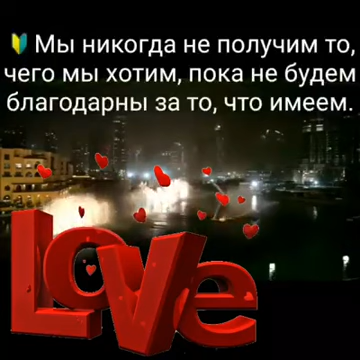 🔰 Мы никогда не получим то,
чего мы хотим, пока не будем
благодарны за то, что имеем.
Love